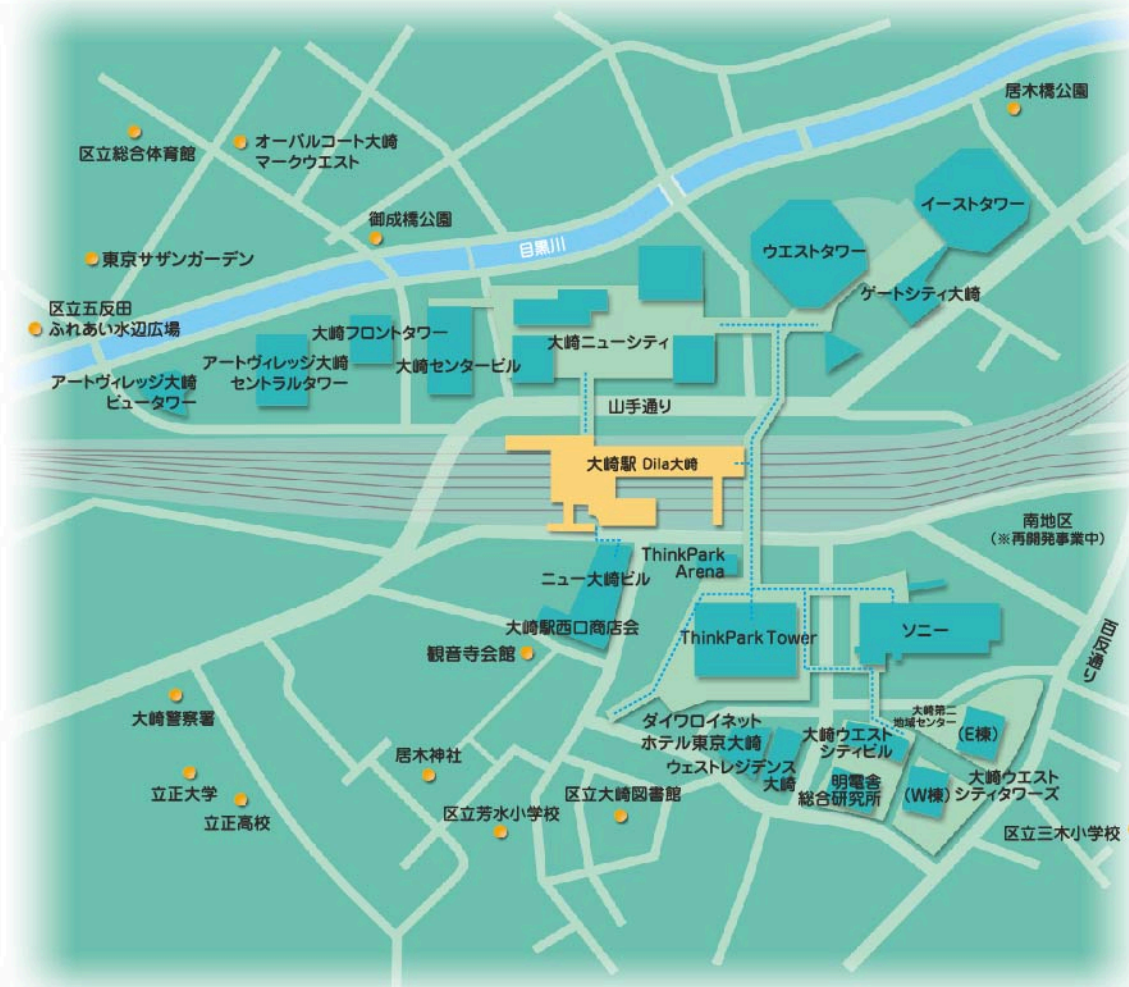 居木橋公園
区立総合体育館
オーバルコート大崎
マークウエスト
イーストタワー
御成橋公園
目黒川
ウエストタワー
東京サザンガーデン
ゲートシティ大崎
区立五反田
ふれあい水辺広場
大崎フロントタワー
大崎ニューシティ
アートヴィレッジ大崎
セントラルタワー
大崎センタービル
アートヴィレッジ大崎
ビュータワー
山手通り
大崎駅 Dila大崎
南地区
(※再開発事業中)
ThinkPark
Arena
ニュー大崎ビル
大崎駅西口商店会
ThinkPark Tower
ソニー
百反通り
観音寺会館
大崎警察署
ダイワロイネット
ホテル東京大崎
大崎第二
地域センター
(E棟)
大崎ウエスト
シティビル
ウェストレジデンス
大崎
居木神社
立正大学
立正高校
明電舎
総合研究所
(W棟)
大崎ウエスト
シティタワーズ
区立大崎図書館
区立芳水小学校
区立三木小学校